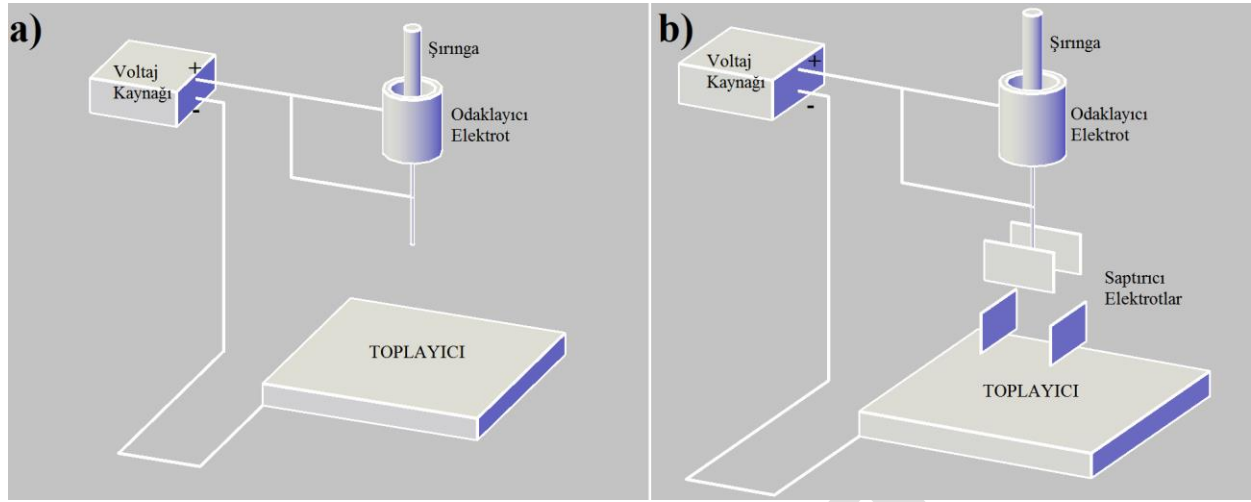 a)
Voltaj
Kaynağı
+
-
Şırınga
Odaklayıcı
Elektrot
TOPLAYICI
b)
Voltaj
Kaynağı
+
-
Şırınga
Odaklayıcı
Elektrot
Saptırıcı
Elektrotlar
TOPLAYICI